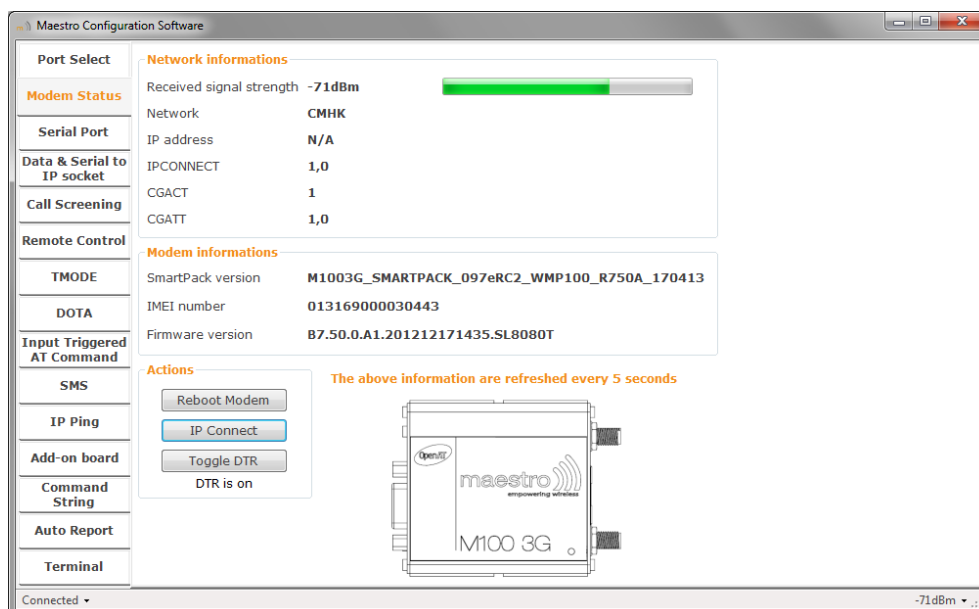 Maestro Configuration Software
Port Select
Modem Status
Serial Port
Data & Serial to
IP socket
Call Screening
Remote Control
TMODE
DOTA
Input Triggered
AT Command
SMS
IP Ping
Add-on board
Command
String
Auto Report
Terminal
Network informations
Received signal strength -71dBm
Network CMHK
IP address N/A
IPCONNECT 1,0
CGACT 1
CGATT 1,0
Modem informations
SmartPack version M1003G_SMARTPACK_097eRC2_WMP100_R750A_170413
IMEI number 013169000030443
Firmware version B7.50.0.A1.201212171435.SL8080T
Actions
Reboot Modem
IP Connect
Toggle DTR
DTR is on
The above information are refreshed every 5 seconds
OpenAT
maestro
empowering wireless
M100 3G
Connected
-71dBm